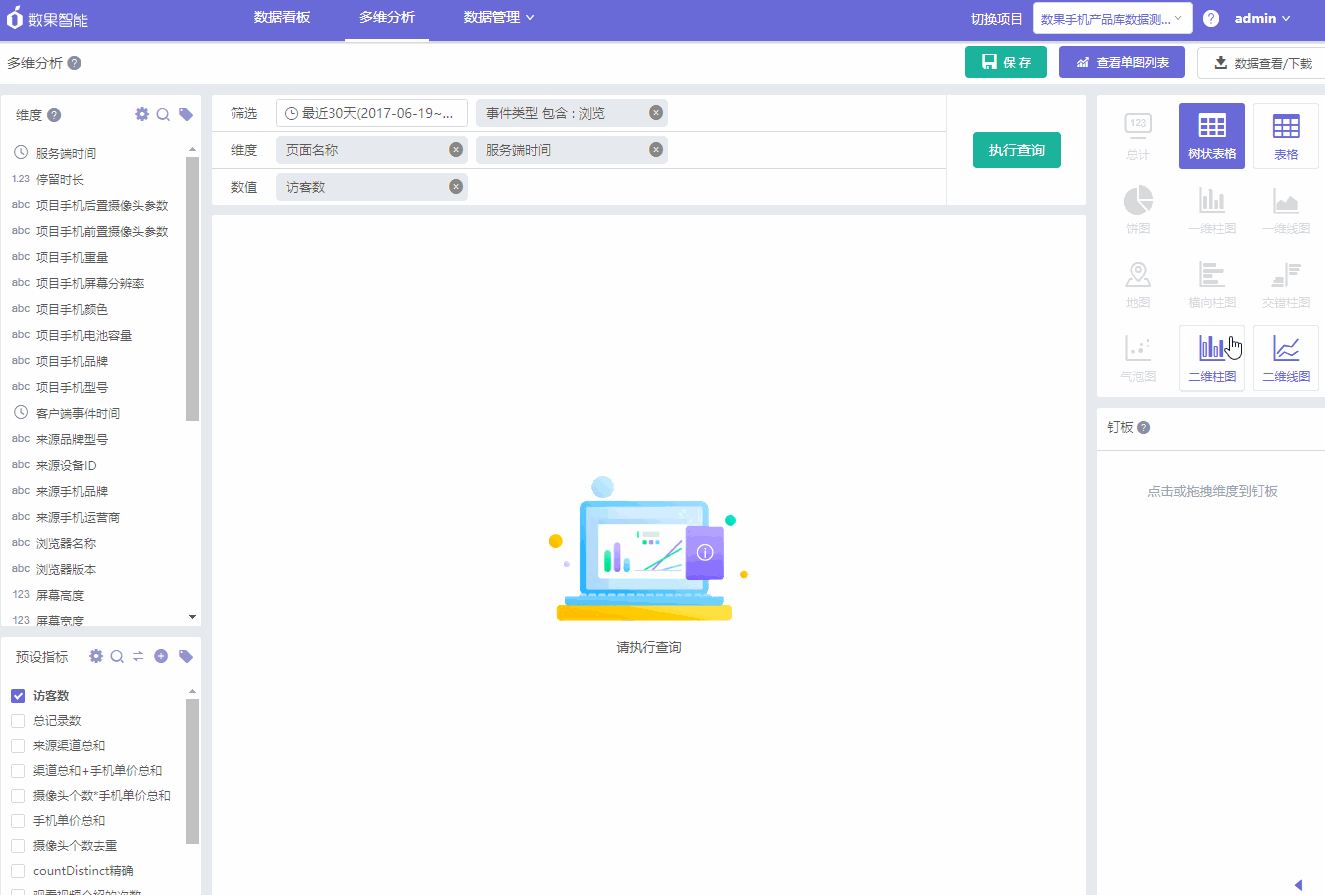 数果智能
数据看板
多维分析
数据管理
切换项目
数果手机产品库数据测...
?
admin
多维分析 ?
保 存
查看单图列表
数据查看/下载
维度 ?
服务端时间
1.23 停留时长
abc 项目手机后置摄像头参数
abc 项目手机前置摄像头参数
abc 项目手机重量
abc 项目手机屏幕分辨率
abc 项目手机颜色
abc 项目手机电池容量
abc 项目手机品牌
abc 项目手机型号
客户端事件时间
abc 来源品牌型号
abc 来源设备ID
abc 来源手机品牌
abc 来源手机运营商
abc 浏览器名称
abc 浏览器版本
123 屏幕高度
123 屏幕宽度
预设指标
访客数
总记录数
来源渠道总和
渠道总和+手机单价总和
摄像头个数*手机单价总和
手机单价总和
摄像头个数去重
countDistinct精确
观看视频介绍的次数
筛选
最近30天(2017-06-19~...
事件类型 包含 : 浏览
维度
页面名称
服务端时间
数值
访客数
执行查询
请执行查询
123
总计
树状表格
表格
饼图
一维柱图
一维线图
地图
横向柱图
交错柱图
气泡图
二维柱图
二维线图
钉板 ?
点击或拖拽维度到钉板